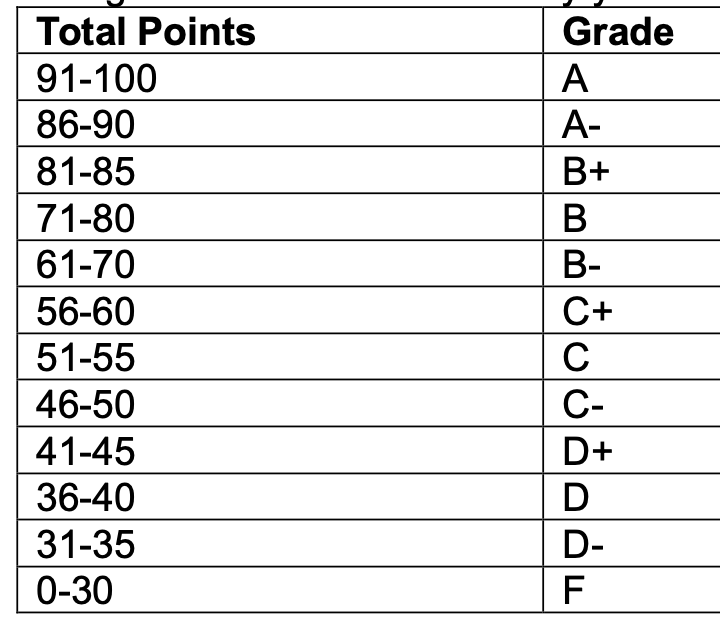 Total Points Grade
91-100 A
86-90 A-
81-85 B+
71-80 B
61-70 B-
56-60 C+
51-55 C
46-50 C-
41-45 D+
36-40 D
31-35 D-
0-30 F